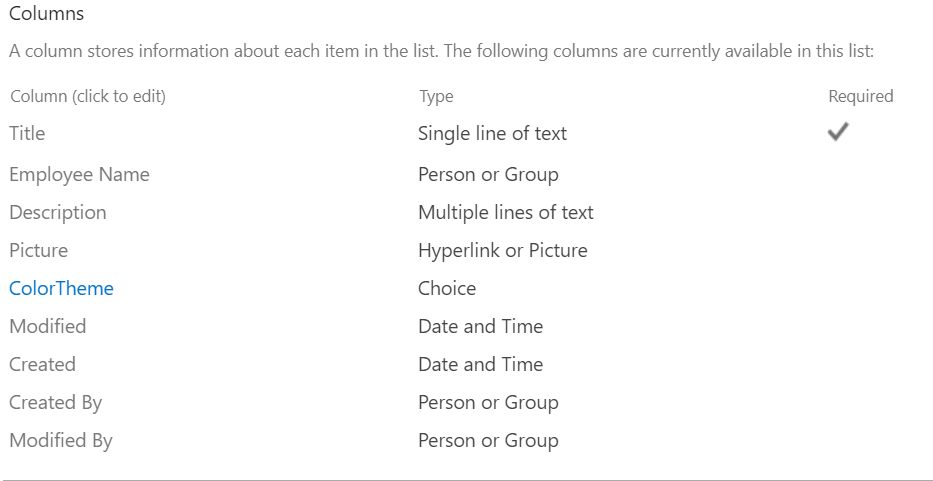 Columns
A column stores information about each item in the list. The following columns are currently available in this list:
Column (click to edit) Type Required
Title Single line of text
Employee Name Person or Group
Description Multiple lines of text
Picture Hyperlink or Picture
ColorTheme Choice
Modified Date and Time
Created Date and Time
Created By Person or Group
Modified By Person or Group